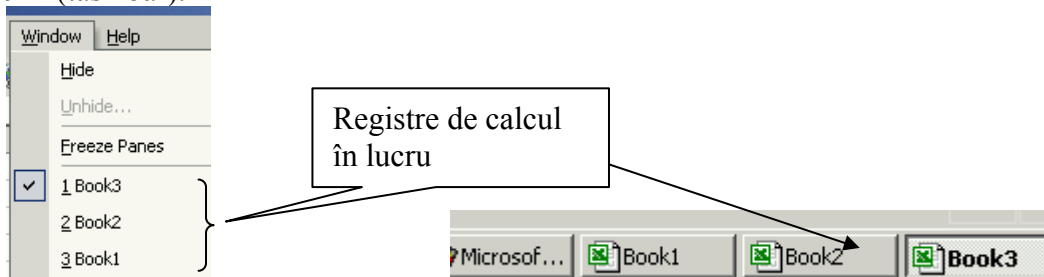 Window Help
Hide
Unhide...
Freeze Panes
1 Book3
2 Book2
3 Book1
Registre de calcul
în lucru
Microsof... Book1 Book2 Book3